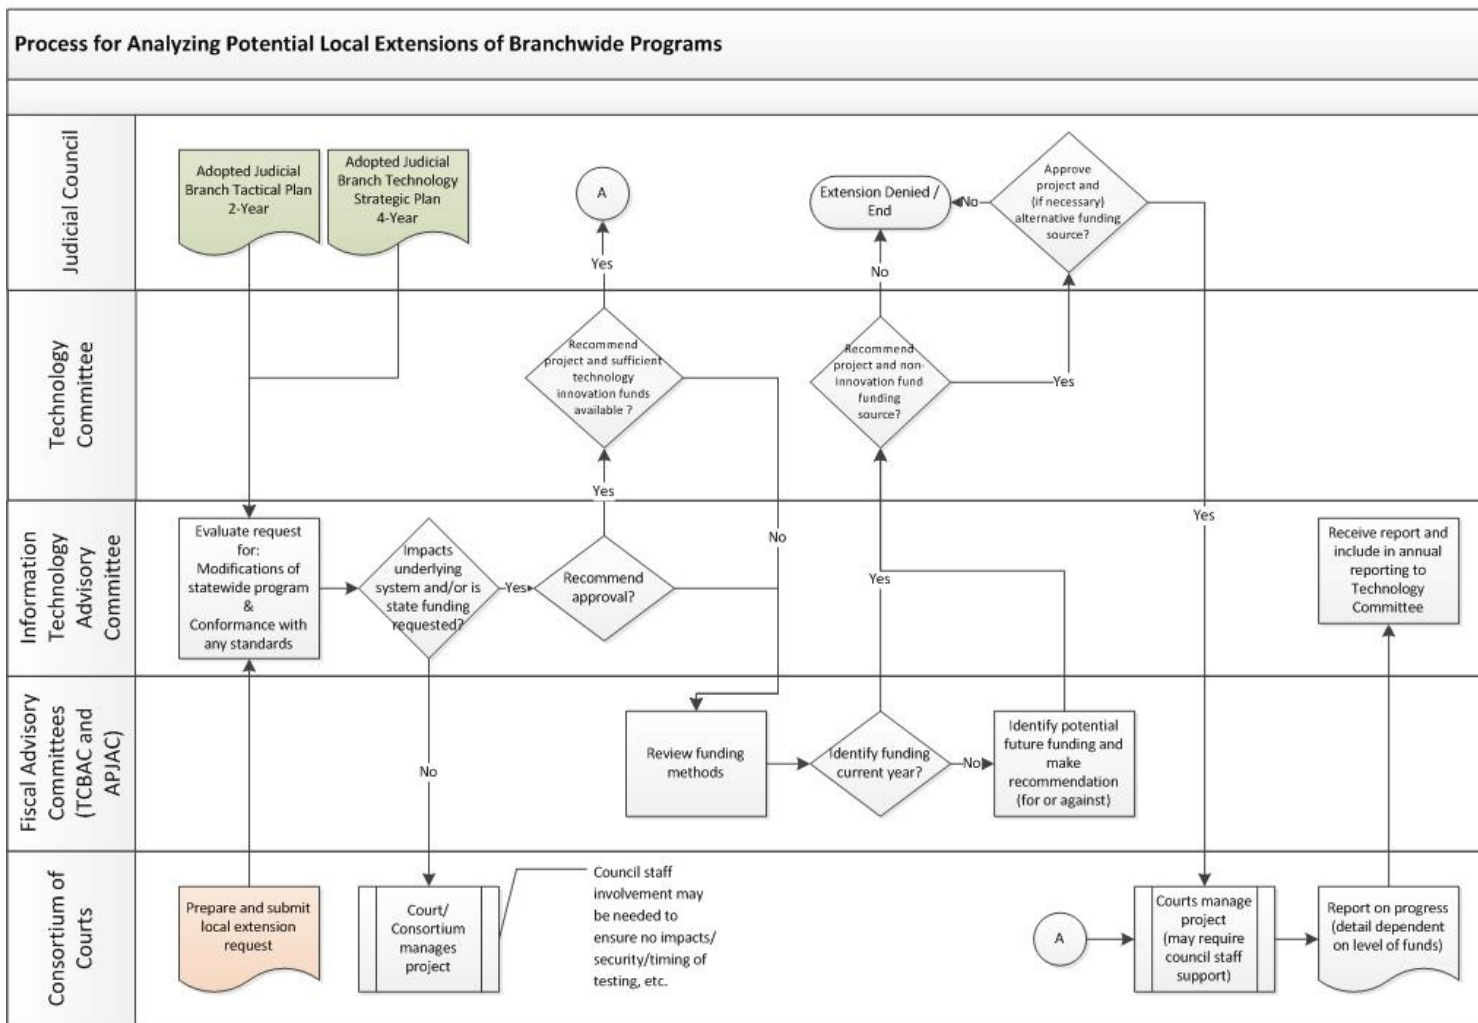 Process for Analyzing Potential Local Extensions of Branchwide Programs
Judicial Council
Adopted Judicial
Branch Tactical Plan
2-Year
Adopted Judicial
Branch Technology
Strategic Plan
4-Year
A
Yes
Extension Denied /
End
No
Approve
project and
(if necessary)
alternative funding
source?
No
Technology
Committee
Recommend
project and sufficient
technology
innovation funds
available ?
Recommend
project and non-
innovation fund
funding
source?
Yes
Yes
Information
Technology
Advisory
Committee
Evaluate request
for:
Modifications of
statewide program
&
Conformance with
any standards
Impacts
underlying
system and/or is
state funding
requested?
Yes
Recommend
approval?
No
Yes
Yes
Receive report and
include in annual
reporting to
Technology
Committee
Fiscal Advisory
Committees
(TCBAC and
APJAC)
No
Review funding
methods
Identify funding
current year?
No
Identify potential
future funding and
make
recommendation
(for or against)
Consortium of
Courts
Prepare and submit
local extension
request
Court/
Consortium
manages
project
Council staff
involvement may
be needed to
ensure no impacts/
security/timing of
testing, etc.
A
Courts manage
project
(may require
council staff
support)
Report on progress
(detail dependent
on level of funds)